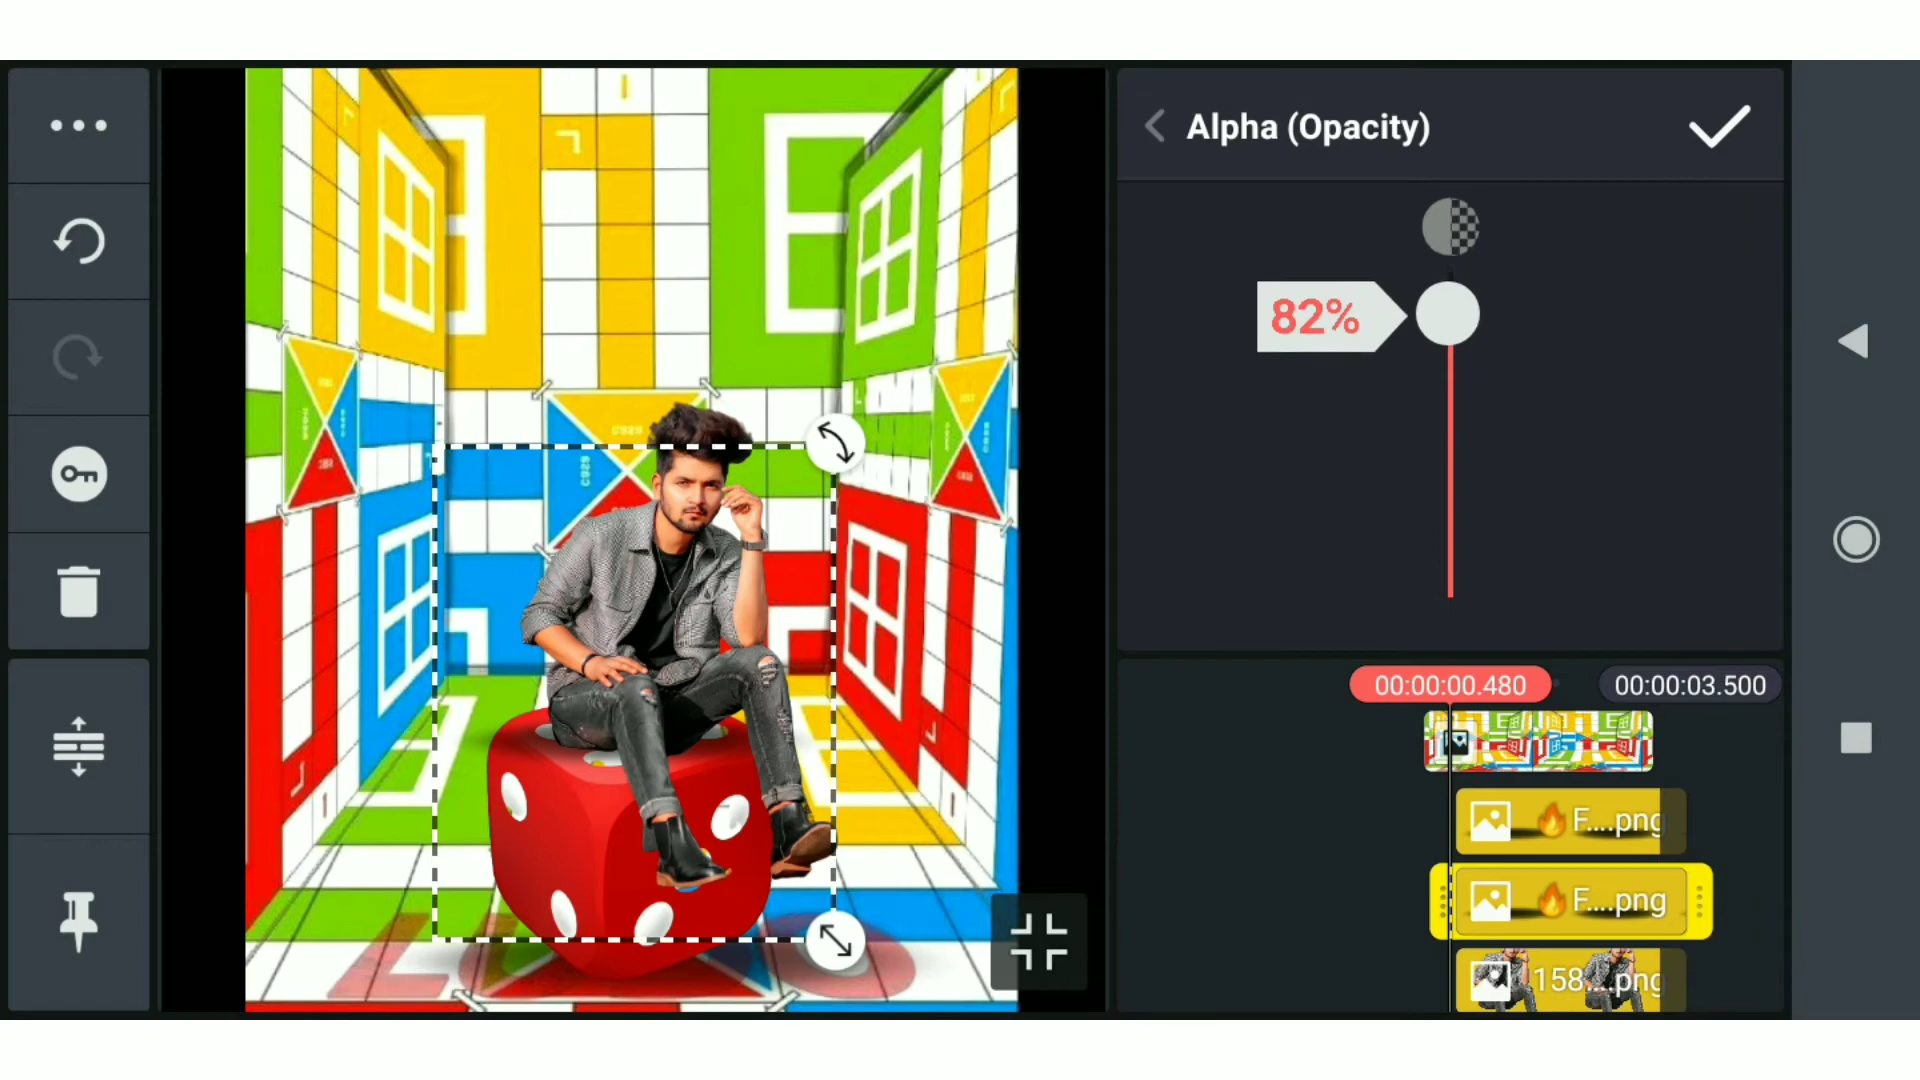 Alpha (Opacity)
82%
00:00:00.480
00:00:03.500
🔥 F....png
🔥 F....png
158....png